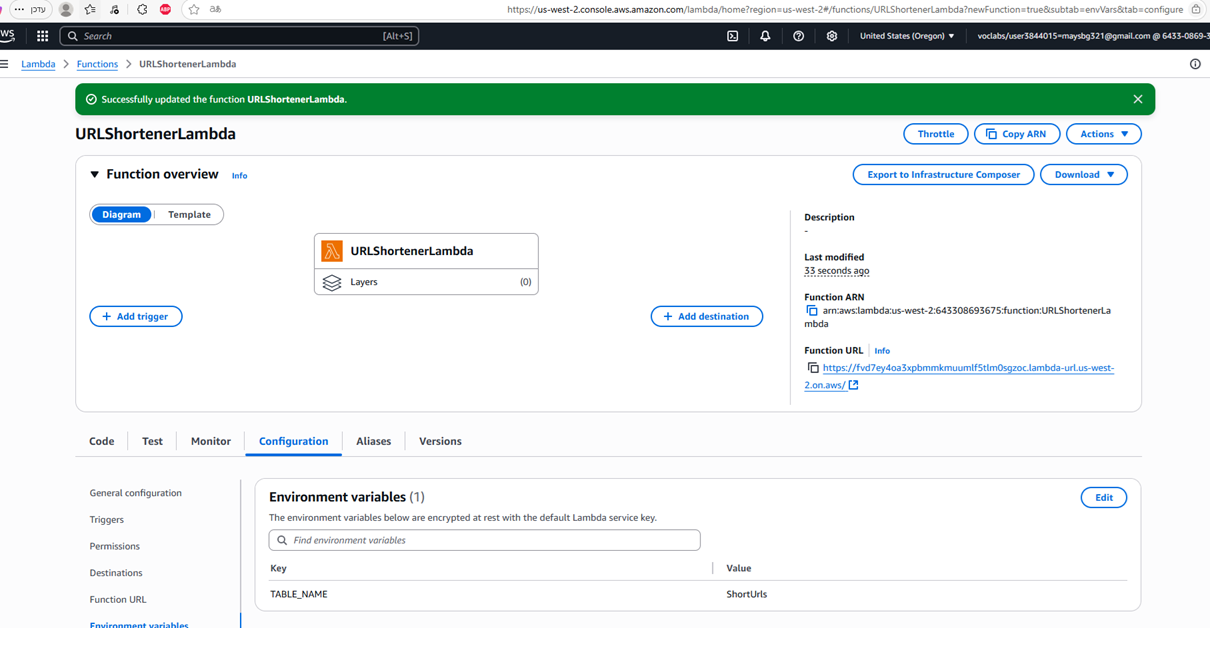 עדכן
https://us-west-2.console.aws.amazon.com/lambda/home?region=us-west-2#/functions/URLShortenerLambda?newFunction=true&subtab=envVars&tab=configure
Search [Alt+S] United States (Oregon) voclabs/user3844015=maysbg321@gmail.com @ 6433-0869-3
Lambda > Functions > URLShortenerLambda
Successfully updated the function URLShortenerLambda.
URLShortenerLambda
Throttle Copy ARN Actions
Function overview Info
Export to Infrastructure Composer Download
Diagram Template
URLShortenerLambda
Layers (0)
+ Add trigger
+ Add destination
Description
-
Last modified
33 seconds ago
Function ARN
arn:aws:lambda:us-west-2:643308693675:function:URLShortenerLa
mbda
Function URL Info
https://fvd7ey4oa3xpbmmkmuumlf5tlm0sgzoc.lambda-url.us-west-
2.on.aws/
Code Test Monitor Configuration Aliases Versions
General configuration
Triggers
Permissions
Destinations
Function URL
Environment variables
Environment variables (1)
Edit
The environment variables below are encrypted at rest with the default Lambda service key.
Find environment variables
Key Value
TABLE_NAME ShortUrls